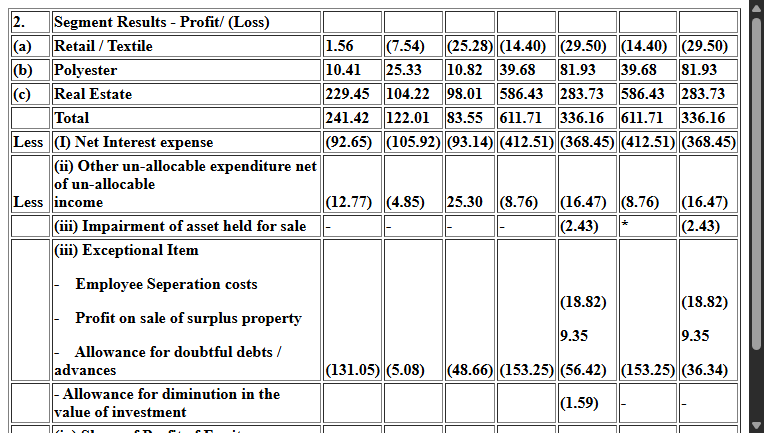 2. Segment Results - Profit/ (Loss)
(a) Retail / Textile 1.56 (7.54) (25.28) (14.40) (29.50) (14.40) (29.50)
(b) Polyester 10.41 25.33 10.82 39.68 81.93 39.68 81.93
(c) Real Estate 229.45 104.22 98.01 586.43 283.73 586.43 283.73
Total 241.42 122.01 83.55 611.71 336.16 611.71 336.16
Less (I) Net Interest expense (92.65) (105.92) (93.14) (412.51) (368.45) (412.51) (368.45)
(ii) Other un-allocable expenditure net
of un-allocable
Less income (12.77) (4.85) 25.30 (8.76) (16.47) (8.76) (16.47)
(iii) Impairment of asset held for sale - - - - (2.43) * (2.43)
(iii) Exceptional Item
- Employee Seperation costs
(18.82) (18.82)
- Profit on sale of surplus property
9.35 9.35
- Allowance for doubtful debts /
advances (131.05) (5.08) (48.66) (153.25) (56.42) (153.25) (36.34)
- Allowance for diminution in the
value of investment (1.59) - -